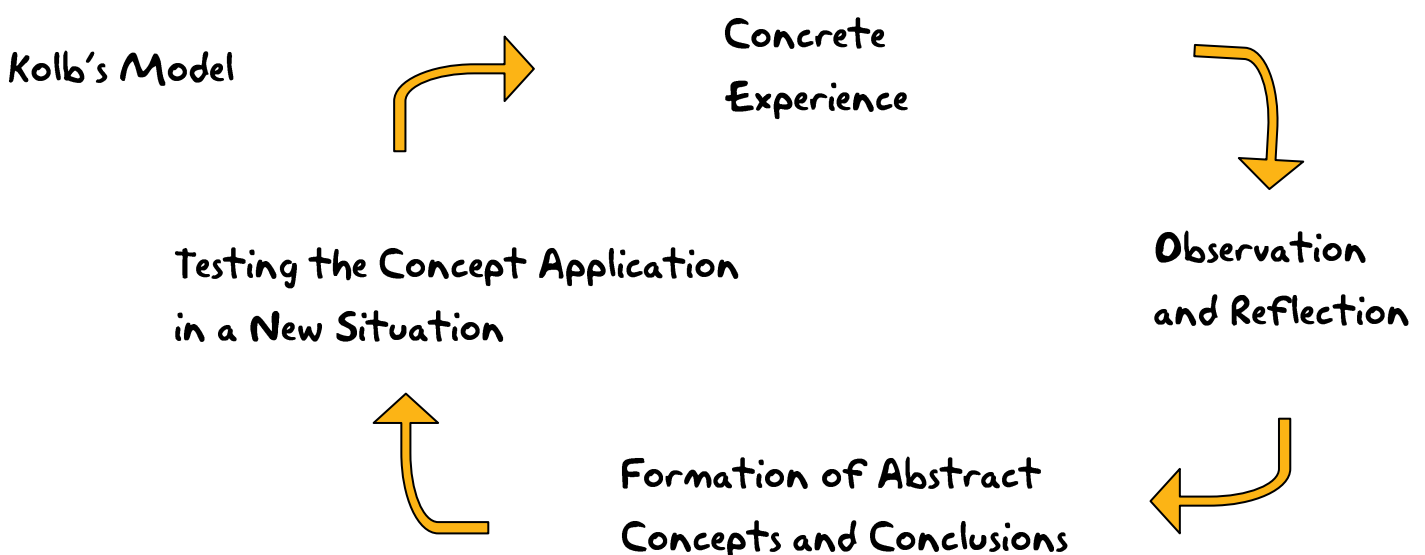 Kolb's Model
Concrete
Experience
Observation
and Reflection
Formation of Abstract
Concepts and Conclusions
Testing the Concept Application
in a New Situation